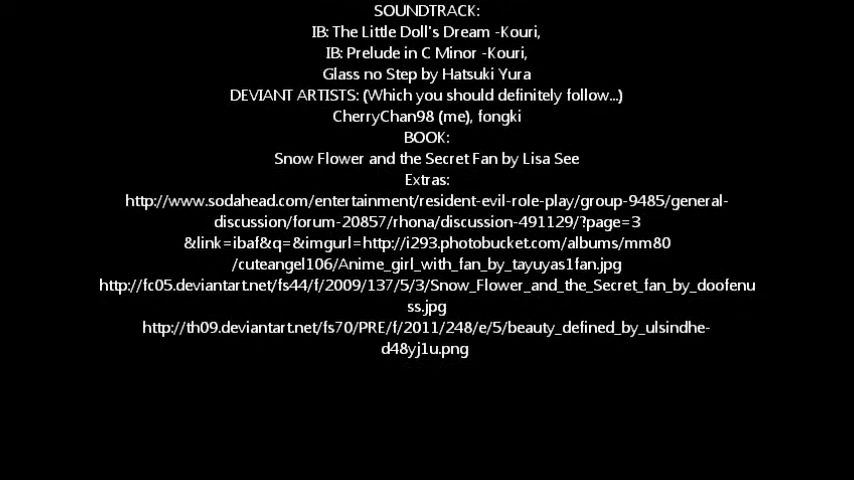 SOUNDTRACK:
IB: The Little Doll's Dream -Kouri,
IB: Prelude in C Minor -Kouri,
Glass no Step by Hatsuki Yura
DEVIANT ARTISTS: (Which you should definitely follow...)
CherryChan98 (me), fongki
BOOK:
Snow Flower and the Secret Fan by Lisa See
Extras:
http://www.sodahead.com/entertainment/resident-evil-role-play/group-9485/general-
discussion/forum-20857/rhona/discussion-491129/?page=3
&link=ibaf&q=&imgurl=http://i293.photobucket.com/albums/mm80
/cuteangel106/Anime_girl_with_fan_by_tayuyas1fan.jpg
http://fc05.deviantart.net/fs44/f/2009/137/5/3/Snow_Flower_and_the_Secret_fan_by_doofenu
ss.jpg
http://th09.deviantart.net/fs70/PRE/f/2011/248/e/5/beauty_defined_by_ulsindhe-
d48yj1u.png